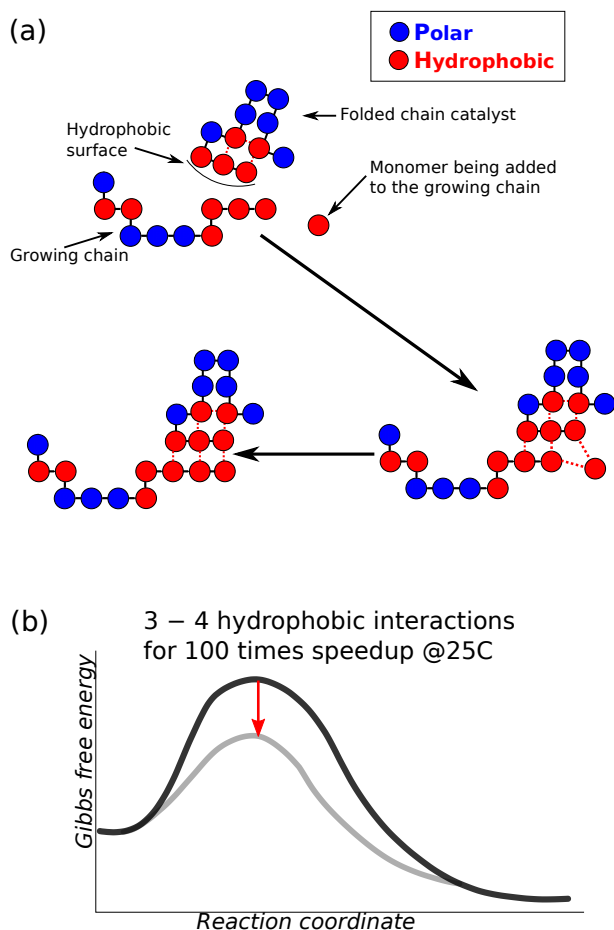 (a)
Polar
Hydrophobic
Folded chain catalyst
Hydrophobic
surface
Monomer being added
to the growing chain
Growing chain
(b)
3 − 4 hydrophobic interactions
for 100 times speedup @25C
Gibbs free energy
Reaction coordinate